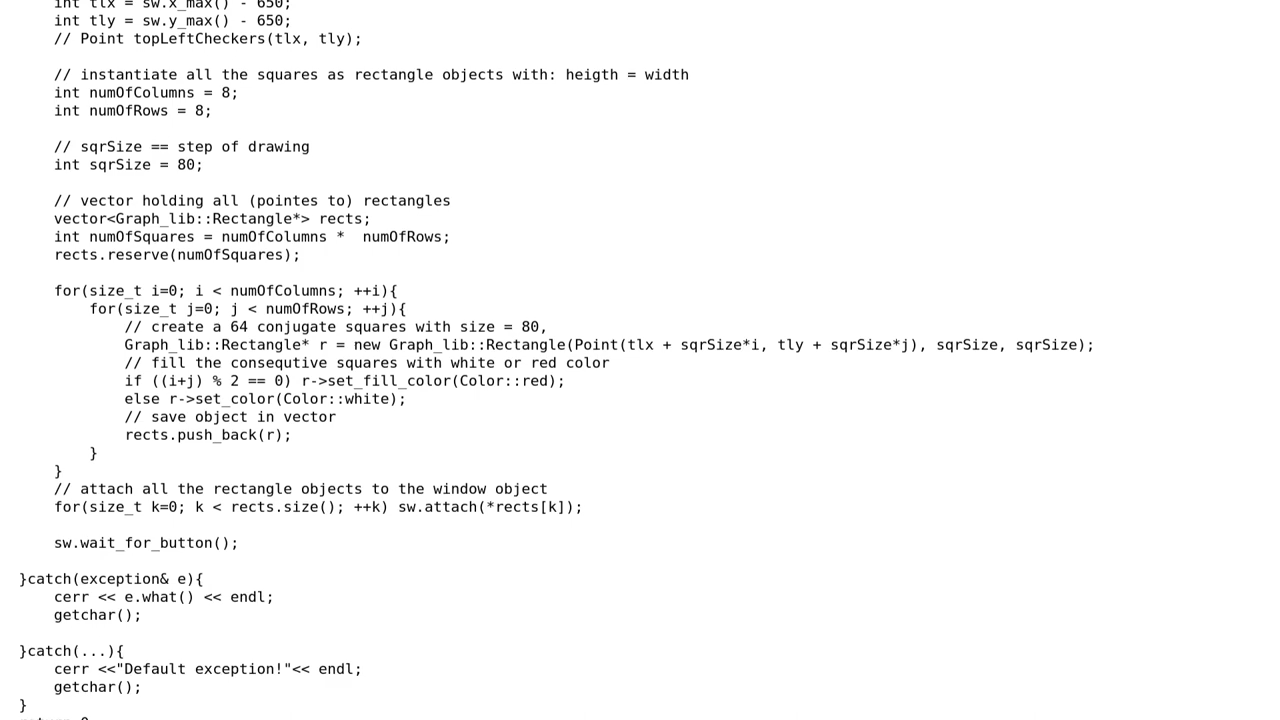 int tlx = sw.x_max() - 650;
int tly = sw.y_max() - 650;
// Point topLeftCheckers(tlx, tly);
// instantiate all the squares as rectangle objects with: heigth = width
int numOfColumns = 8;
int numOfRows = 8;
// sqrSize == step of drawing
int sqrSize = 80;
// vector holding all (pointes to) rectangles
vector<Graph_lib::Rectangle*> rects;
int numOfSquares = numOfColumns *  numOfRows;
rects.reserve(numOfSquares);
for(size_t i=0; i < numOfColumns; ++i){
for(size_t j=0; j < numOfRows; ++j){
// create a 64 conjugate squares with size = 80,
Graph_lib::Rectangle* r = new Graph_lib::Rectangle(Point(tlx + sqrSize*i, tly + sqrSize*j), sqrSize, sqrSize);
// fill the consequtive squares with white or red color
if ((i+j) % 2 == 0) r->set_fill_color(Color::red);
else r->set_color(Color::white);
// save object in vector
rects.push_back(r);
}
}
// attach all the rectangle objects to the window object
for(size_t k=0; k < rects.size(); ++k) sw.attach(*rects[k]);
sw.wait_for_button();
}catch(exception& e){
cerr << e.what() << endl;
getchar();
}catch(...){
cerr <<"Default exception!"<< endl;
getchar();
}